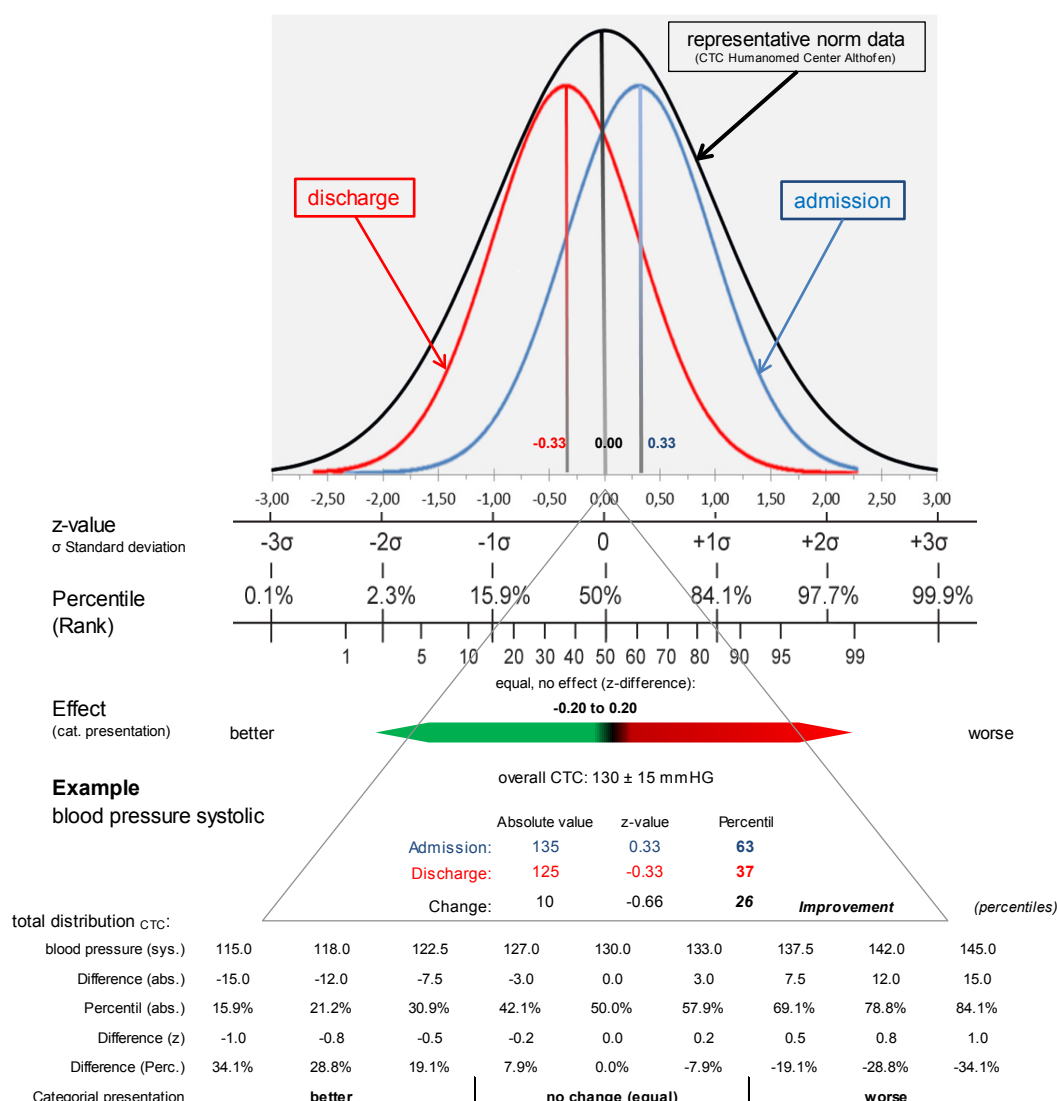 representative norm data
(CTC Humanomed Center Althofen)
discharge
admission
-0.33 0.00 0.33
-3,00 -2,50 -2,00 -1,50 -1,00 -0,50 0,00 0,50 1,00 1,50 2,00 2,50 3,00
z-value
σ Standard deviation
-3σ -2σ -1σ 0 +1σ +2σ +3σ
Percentile
(Rank)
0.1% 2.3% 15.9% 50% 84.1% 97.7% 99.9%
1 5 10 20 30 40 50 60 70 80 90 95 99
equal, no effect (z-difference):
-0.20 to 0.20
Effect
(cat. presentation)
better
worse
overall CTC: 130 ± 15 mmHG
Example
blood pressure systolic
Absolute value z-value Percentil
Admission: 135 0.33 63
Discharge: 125 -0.33 37
Change: 10 -0.66 26 Improvement (percentiles)
total distribution CTC:
blood pressure (sys.) 115.0 118.0 122.5 127.0 130.0 133.0 137.5 142.0 145.0
Difference (abs.) -15.0 -12.0 -7.5 -3.0 0.0 3.0 7.5 12.0 15.0
Percentil (abs.) 15.9% 21.2% 30.9% 42.1% 50.0% 57.9% 69.1% 78.8% 84.1%
Difference (z) -1.0 -0.8 -0.5 -0.2 0.0 0.2 0.5 0.8 1.0
Difference (Perc.) 34.1% 28.8% 19.1% 7.9% 0.0% -7.9% -19.1% -28.8% -34.1%
Categorial presentation better no change (equal) worse